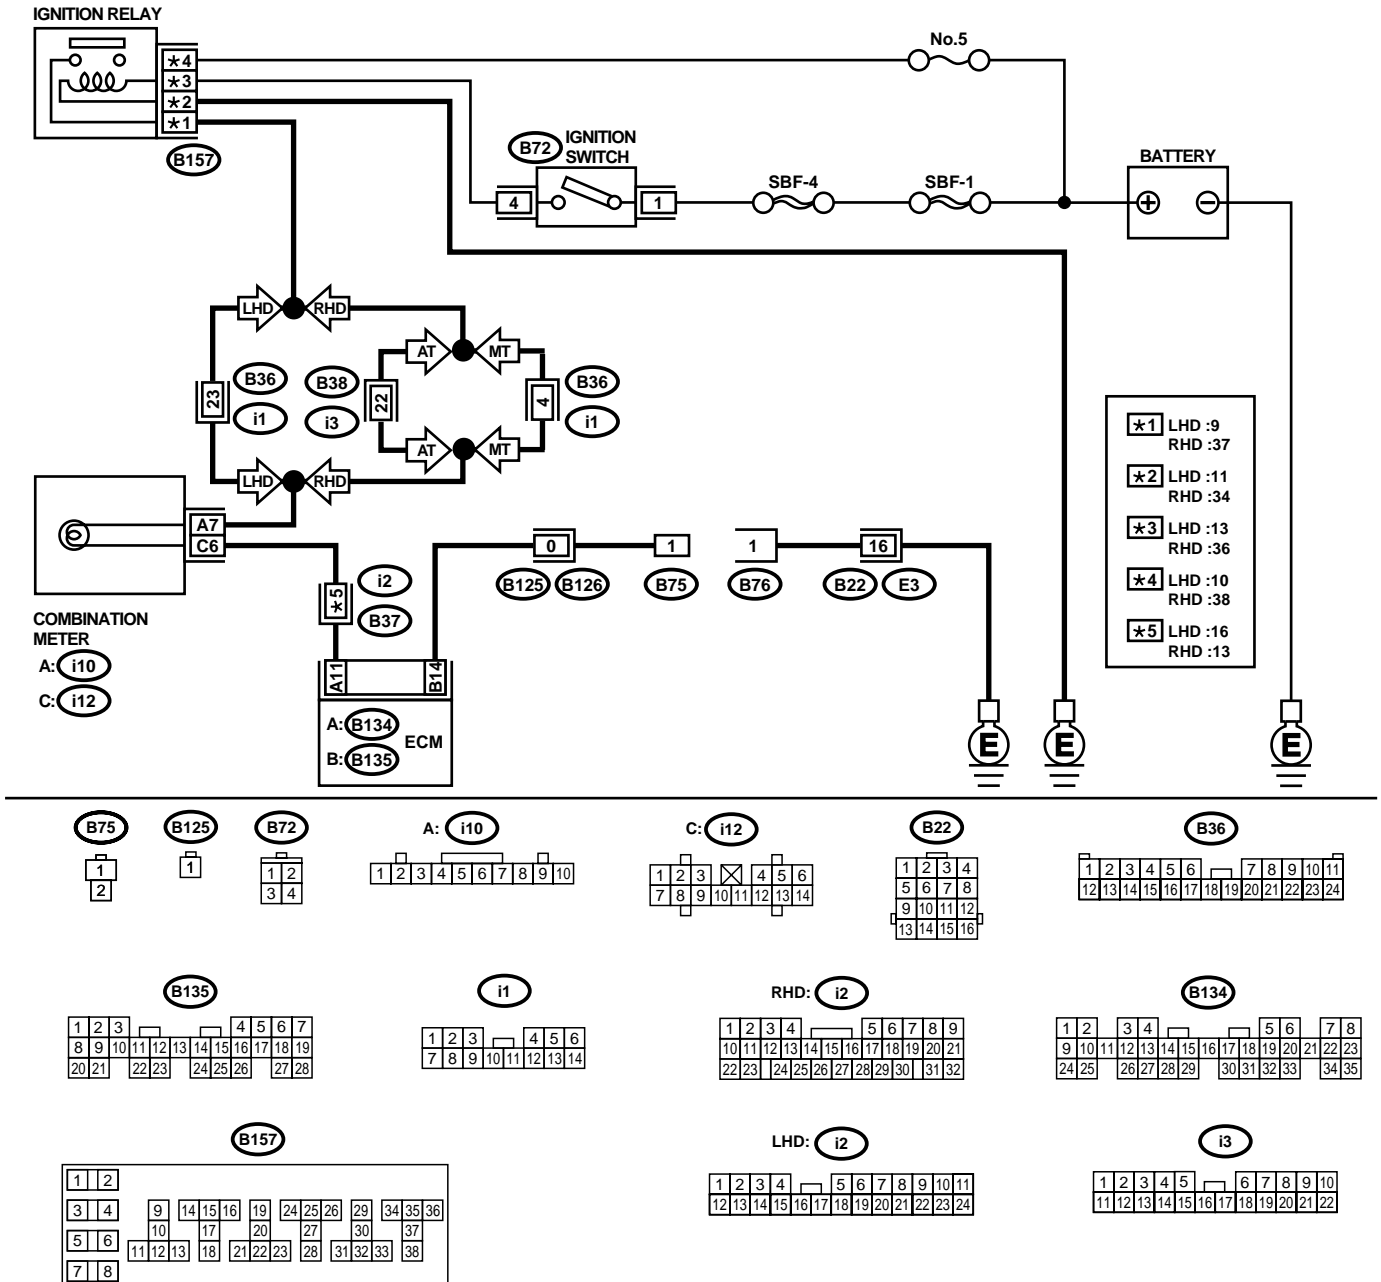 IGNITION RELAY
*4
*3
*2
*1
B157
No.5
B72
IGNITION
SWITCH
4
1
SBF-4
SBF-1
BATTERY
+
−
LHD
RHD
AT
MT
23
B36
i1
B38
i3
22
4
B36
i1
AT
MT
LHD
RHD
A7
C6
COMBINATION
METER
A: i10
C: i12
*5
i2
B37
A11
B14
A: B134
B: B135
ECM
0
B125
B126
1
B75
1
B76
16
B22
E3
*1 LHD :9
RHD :37
*2 LHD :11
RHD :34
*3 LHD :13
RHD :36
*4 LHD :10
RHD :38
*5 LHD :16
RHD :13
E
E
E
B75
1
2
B125
1
B72
1 2
3 4
A: i10
1 2 3 4 5 6 7 8 9 10
C: i12
1 2 3 4 5 6
7 8 9 10 11 12 13 14
B22
1 2 3 4
5 6 7 8
9 10 11 12
13 14 15 16
B36
1 2 3 4 5 6 7 8 9 10 11
12 13 14 15 16 17 18 19 20 21 22 23 24
B135
1 2 3 4 5 6 7
8 9 10 11 12 13 14 15 16 17 18 19
20 21 22 23 24 25 26 27 28
i1
1 2 3 4 5 6
7 8 9 10 11 12 13 14
RHD: i2
1 2 3 4 5 6 7 8 9
10 11 12 13 14 15 16 17 18 19 20 21
22 23 24 25 26 27 28 29 30 31 32
B134
1 2 3 4 5 6 7 8
9 10 11 12 13 14 15 16 17 18 19 20 21 22 23
24 25 26 27 28 29 30 31 32 33 34 35
B157
1 2
3 4
5 6
7 8
9 14 15 16 19 24 25 26 29 34 35 36
10 17 20 27 30 37
11 12 13 18 21 22 23 28 31 32 33 38
LHD: i2
1 2 3 4 5 6 7 8 9 10 11
12 13 14 15 16 17 18 19 20 21 22 23 24
i3
1 2 3 4 5 6 7 8 9 10
11 12 13 14 15 16 17 18 19 20 21 22